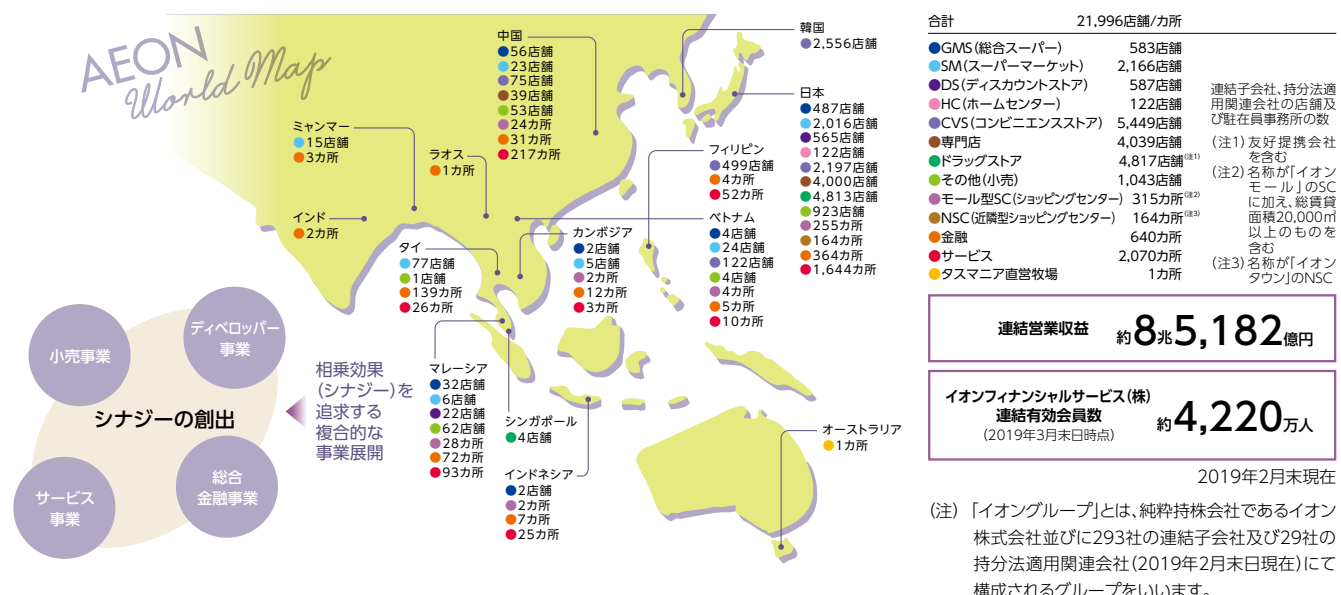 AEON
World Map
中国
56店舗
23店舗
75店舗
39店舗
53店舗
24カ所
31カ所
217カ所
韓国
2,556店舗
日本
487店舗
2,016店舗
565店舗
122店舗
2,197店舗
4,000店舗
4,813店舗
923店舗
255カ所
164カ所
364カ所
1,644カ所
ミャンマー
15店舗
3カ所
ラオス
1カ所
フィリピン
499店舗
4カ所
52カ所
インド
2カ所
タイ
77店舗
1店舗
139カ所
26カ所
カンボジア
2店舗
5店舗
2カ所
12カ所
3カ所
ベトナム
4店舗
24店舗
122店舗
4店舗
4カ所
5カ所
10カ所
マレーシア
32店舗
6店舗
22店舗
62店舗
28カ所
72カ所
93カ所
シンガポール
4店舗
インドネシア
2店舗
2カ所
7カ所
25カ所
オーストラリア
1カ所
小売事業
ディベロッパー
事業
シナジーの創出
サービス
事業
総合
金融事業
相乗効果
(シナジー)を
追求する
複合的な
事業展開
合計 21,996店舗/カ所
GMS(総合スーパー) 583店舗
SM(スーパーマーケット) 2,166店舗
DS(ディスカウントストア) 587店舗
HC(ホームセンター) 122店舗
CVS(コンビニエンスストア) 5,449店舗
専門店 4,039店舗
ドラッグストア 4,817店舗(注1)
その他(小売) 1,043店舗
モール型SC(ショッピングセンター) 315カ所(注2)
NSC(近隣型ショッピングセンター) 164カ所(注3)
金融 640カ所
サービス 2,070カ所
タスマニア直営牧場 1カ所
連結子会社、持分法適
用関連会社の店舗及
び駐在員事務所の数
(注1)友好提携会社
を含む
(注2)名称が「イオン
モール」のSC
に加え、総賃貸
面積20,000㎡
以上のものを
含む
(注3)名称が「イオン
タウン」のNSC
連結営業収益 約8兆5,182億円
イオンフィナンシャルサービス(株)
連結有効会員数
(2019年3月末日時点)
約4,220万人
2019年2月末現在
(注)「イオングループ」とは、純粋持株会社であるイオン
株式会社並びに293社の連結子会社及び29社の
持分法適用関連会社(2019年2月末日現在)にて
構成されるグループをいいます。